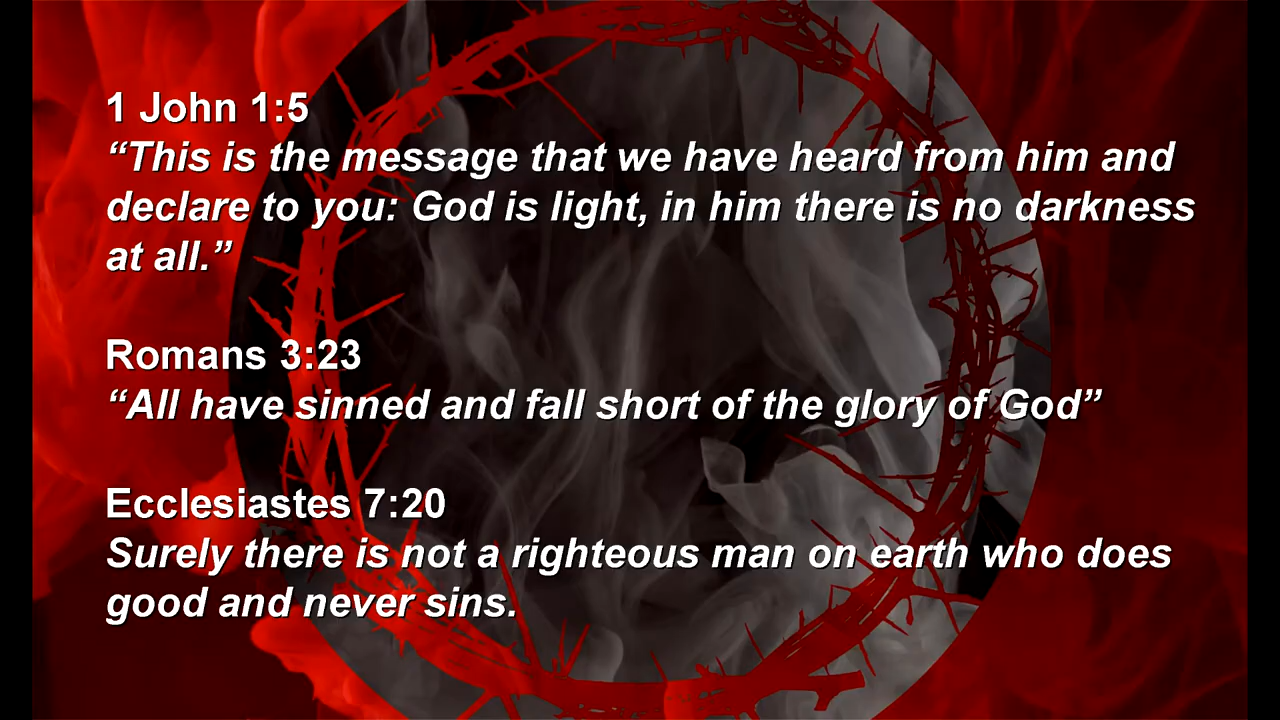 1 John 1:5
“This is the message that we have heard from him and
declare to you: God is light, in him there is no darkness
at all.”
Romans 3:23
“All have sinned and fall short of the glory of God”
Ecclesiastes 7:20
Surely there is not a righteous man on earth who does
good and never sins.